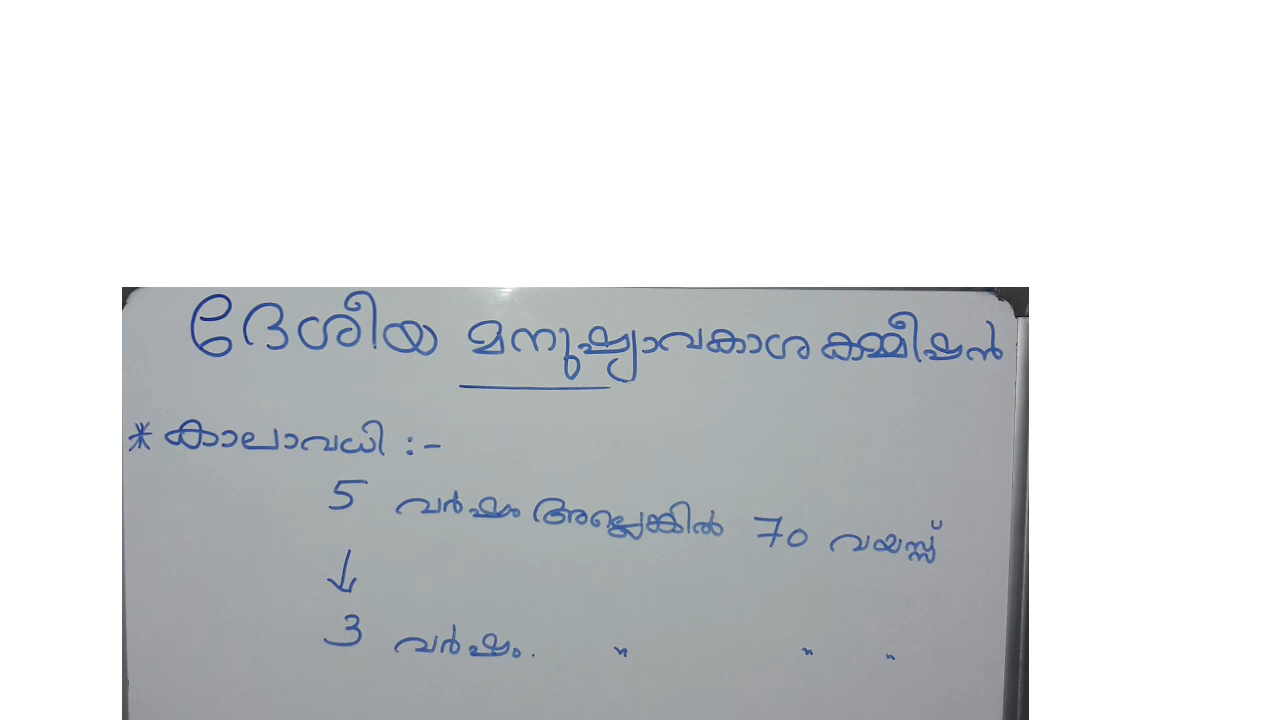 ദേശീയ മനുഷ്യാവകാശ കമ്മീഷൻ
* കാലാവധി :-
5 വർഷം അല്ലെങ്കിൽ 70 വയസ്സ്
↓
3 വർഷം. " " "